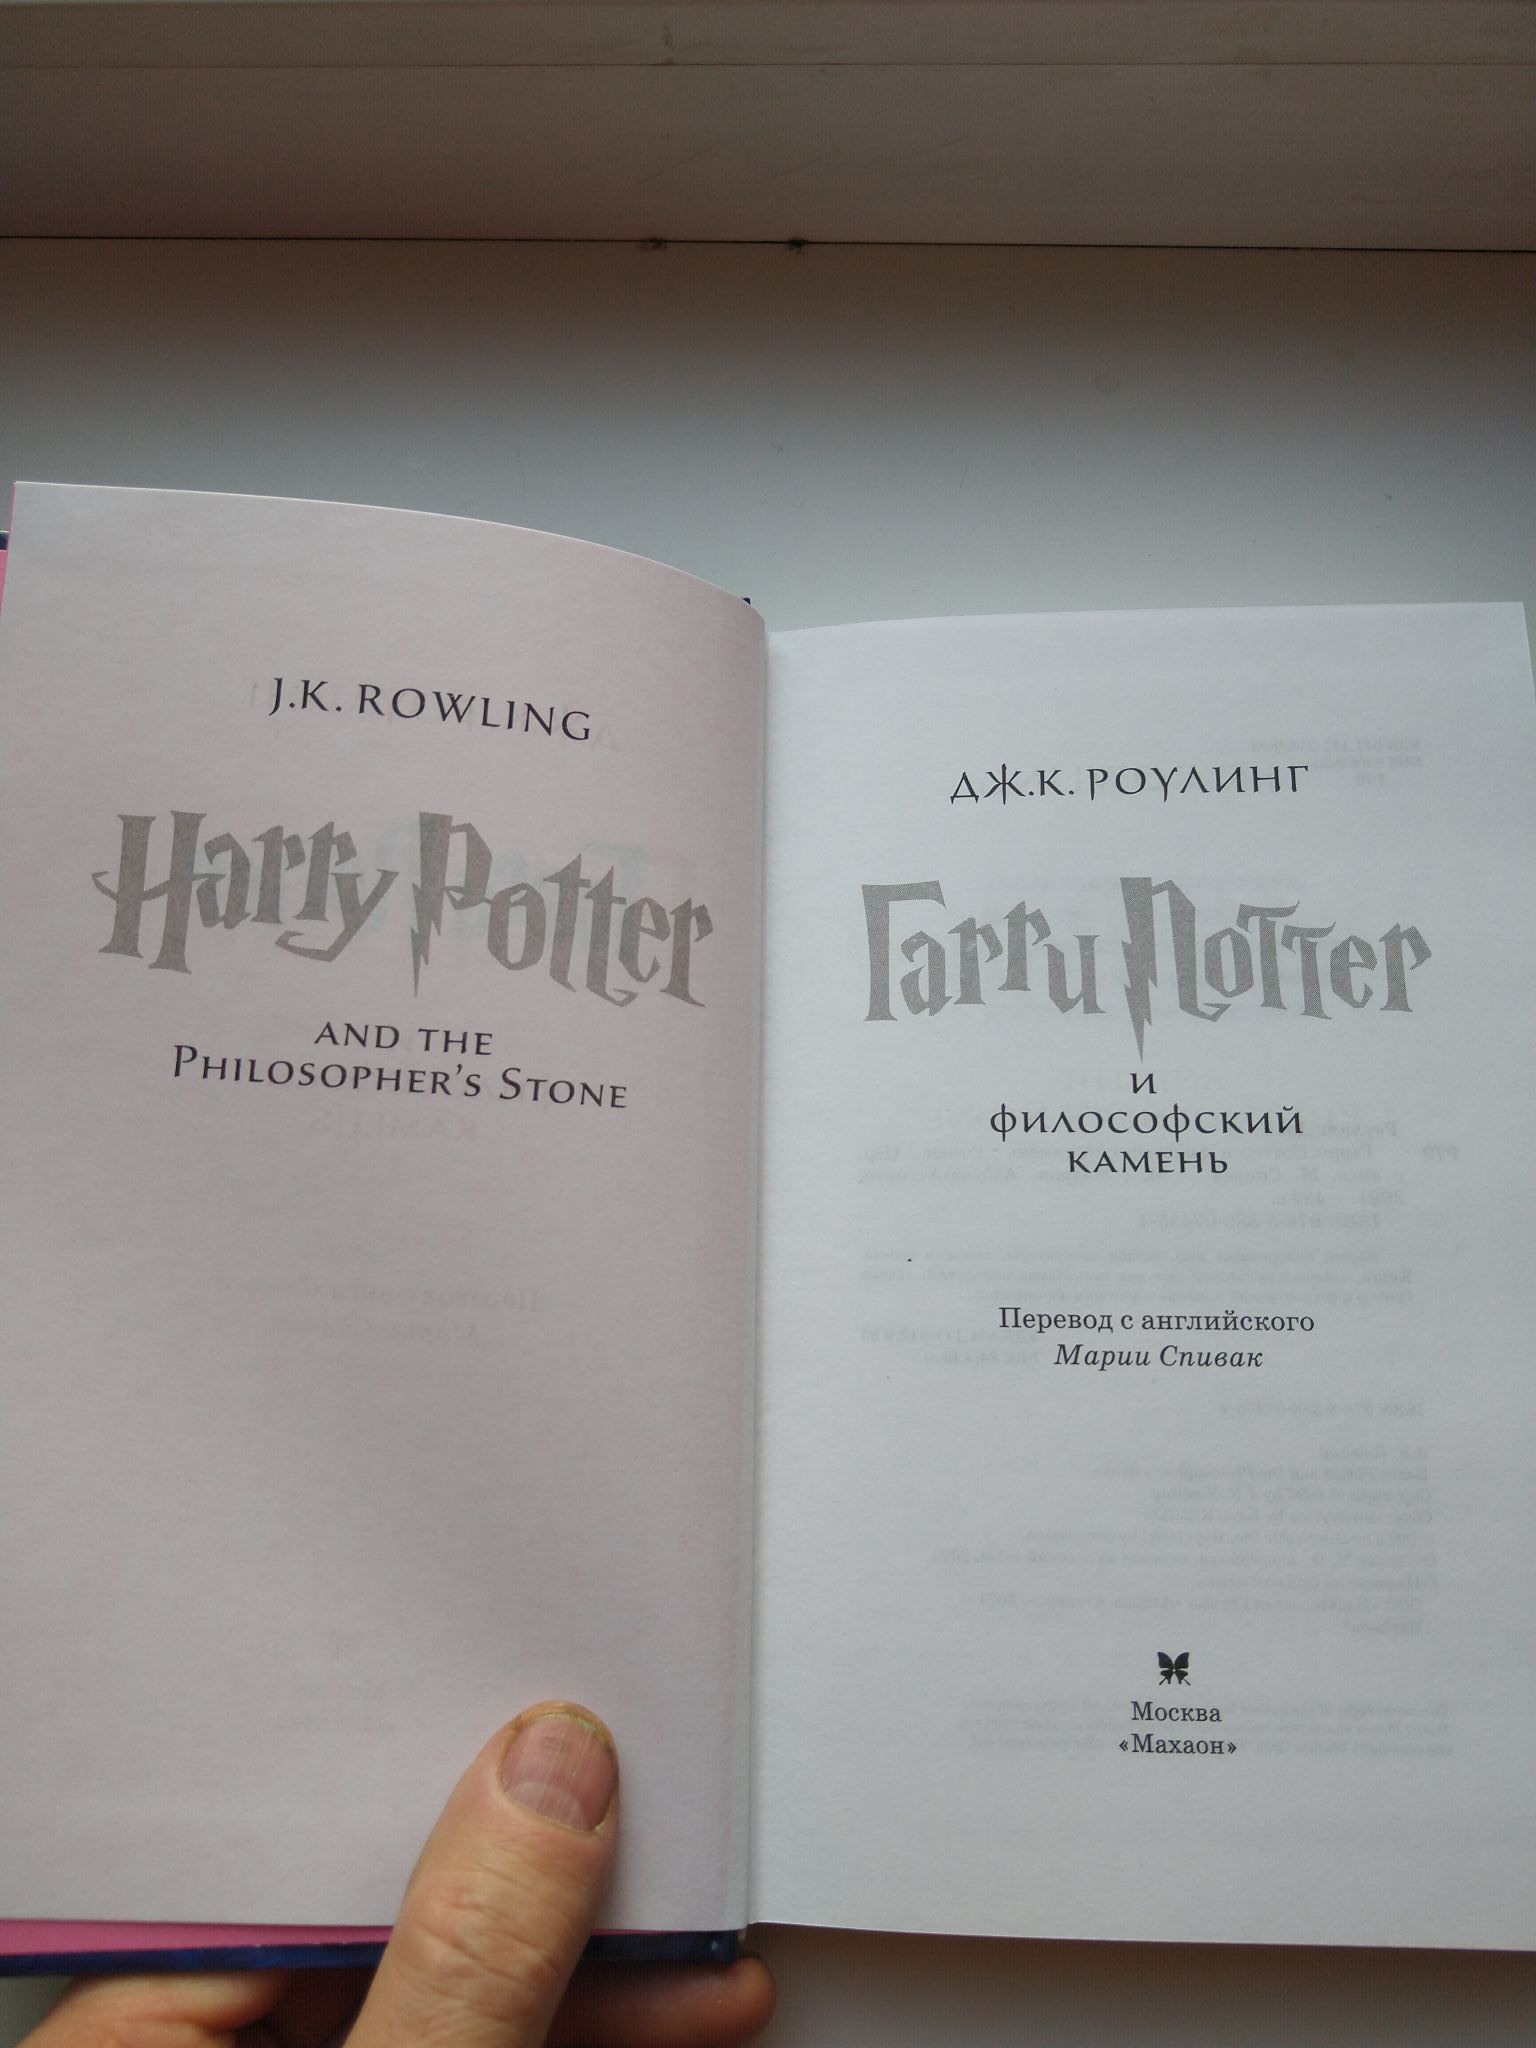 J.K. ROWLING
Harry Potter
AND THE
PHILOSOPHER'S STONE
ДЖ.К. РОУЛИНГ
Гарри Поттер
И
ФИЛОСОФСКИЙ
КАМЕНЬ
Перевод с английского
Марии Спивак
Москва
«Махаон»